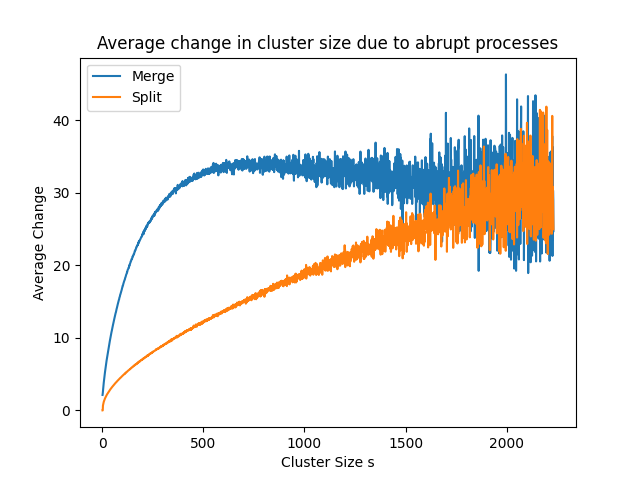 Average change in cluster size due to abrupt processes
Merge
Split
Average Change
40
30
20
10
0
0 500 1000 1500 2000
Cluster Size s